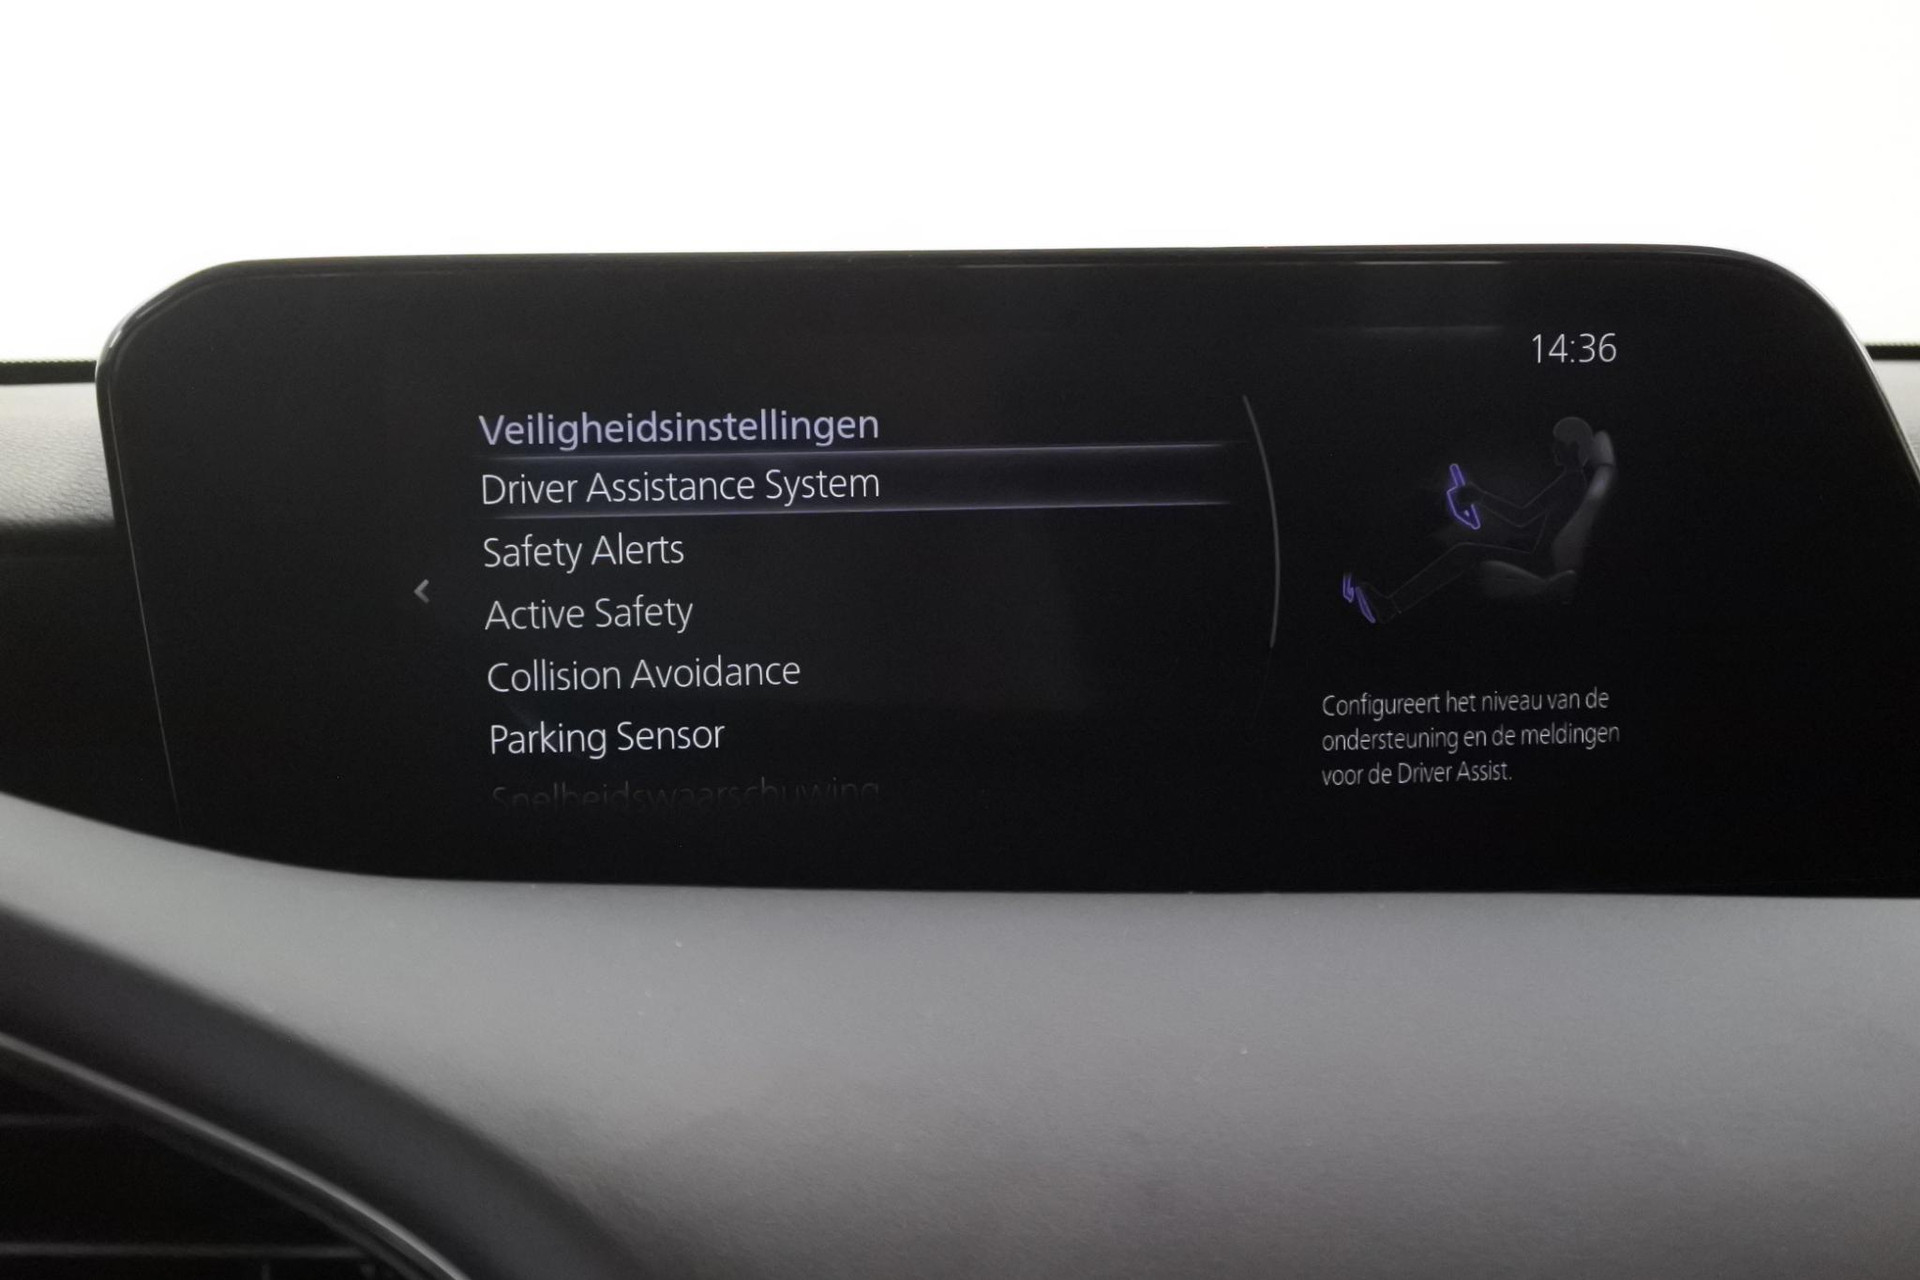 14:36
Veiligheidsinstellingen
Driver Assistance System
Safety Alerts
Active Safety
Collision Avoidance
Parking Sensor
Snelheidswaarschuwing
Configureert het niveau van de
ondersteuning en de meldingen
voor de Driver Assist.